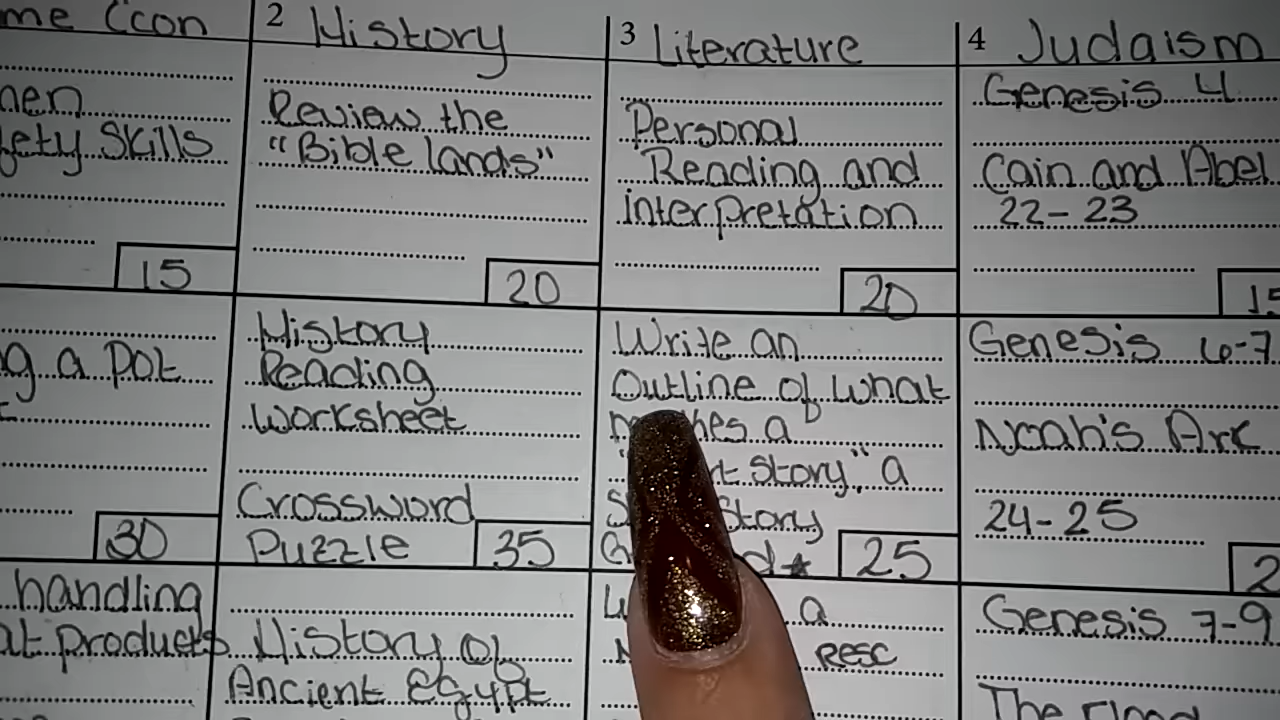 me Econ
2 History
3 Literature
4 Judaism
Skills
15
Review the
"Bible lands"
20
Personal
Reading and
interpretation
20
Genesis 4
Cain and Abel
22-23
g a pot
30
History
Reading
Worksheet
Crossword
Puzzle
35
Write an
Outline of what
a
Story," a
Story
25
Genesis 6-7
Noah's Ark
24-25
2
handling
products
History of
Ancient Egypt
a
Genesis 7-9
The Flood